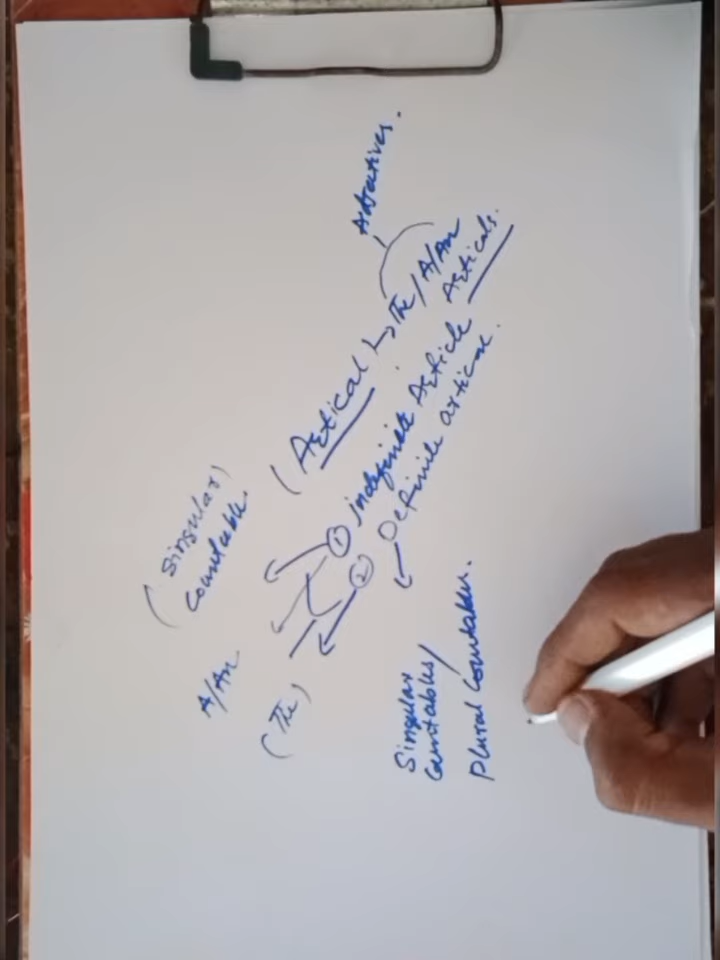 Adjectives.
(Artical) → The/A/An
Articals.
① indefinite Article
② Definite artical.
(Singular)
Countable.
A/An
(The)
Singular
Countables/
Plural Countables.